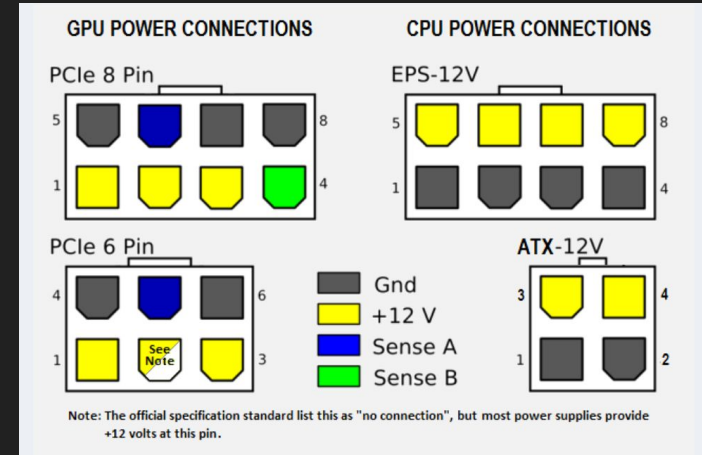 GPU POWER CONNECTIONS
CPU POWER CONNECTIONS
PCIe 8 Pin
EPS-12V
5
8
5
8
1
4
1
4
PCIe 6 Pin
ATX-12V
4
6
Gnd
3
4
+12 V
1
See
Note
3
Sense A
1
2
Sense B
Note: The official specification standard list this as "no connection", but most power supplies provide
+12 volts at this pin.